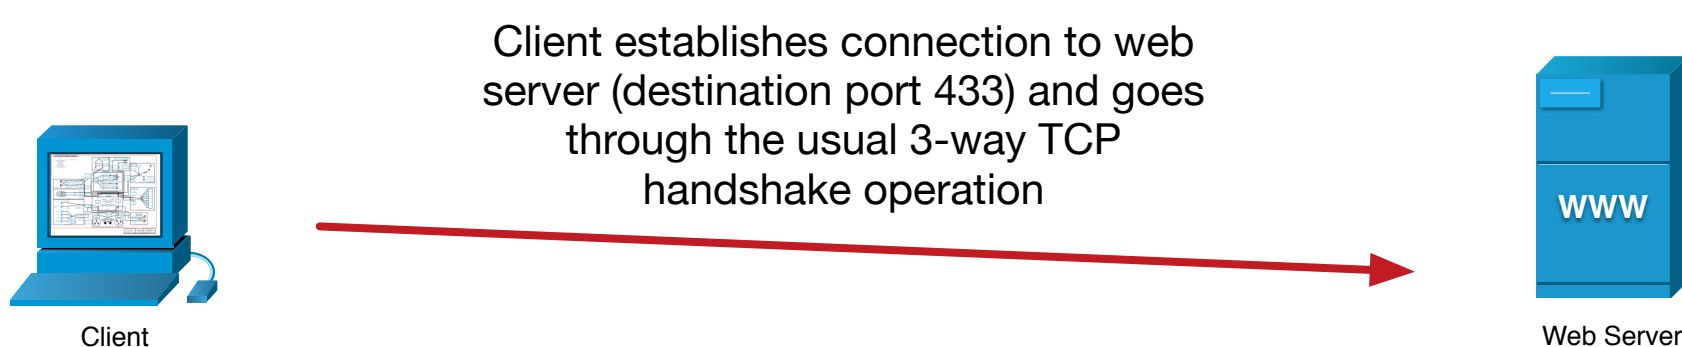 Client establishes connection to web
server (destination port 433) and goes
through the usual 3-way TCP
handshake operation
www
Client
Web Server